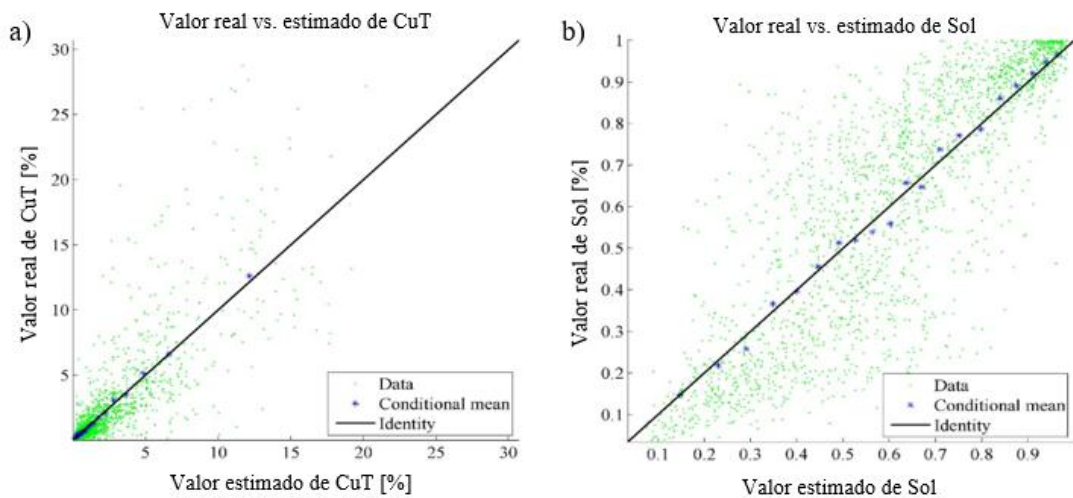 a)
Valor real vs. estimado de CuT
Valor real de CuT [%]
30
25
20
15
10
5
5 10 15 20 25 30
Data
Conditional mean
Identity
Valor estimado de CuT [%]
b)
Valor real vs. estimado de Sol
Valor real de Sol [%]
1
0.9
0.8
0.7
0.6
0.5
0.4
0.3
0.2
0.1
0.1 0.2 0.3 0.4 0.5 0.6 0.7 0.8 0.9
Data
Conditional mean
Identity
Valor estimado de Sol